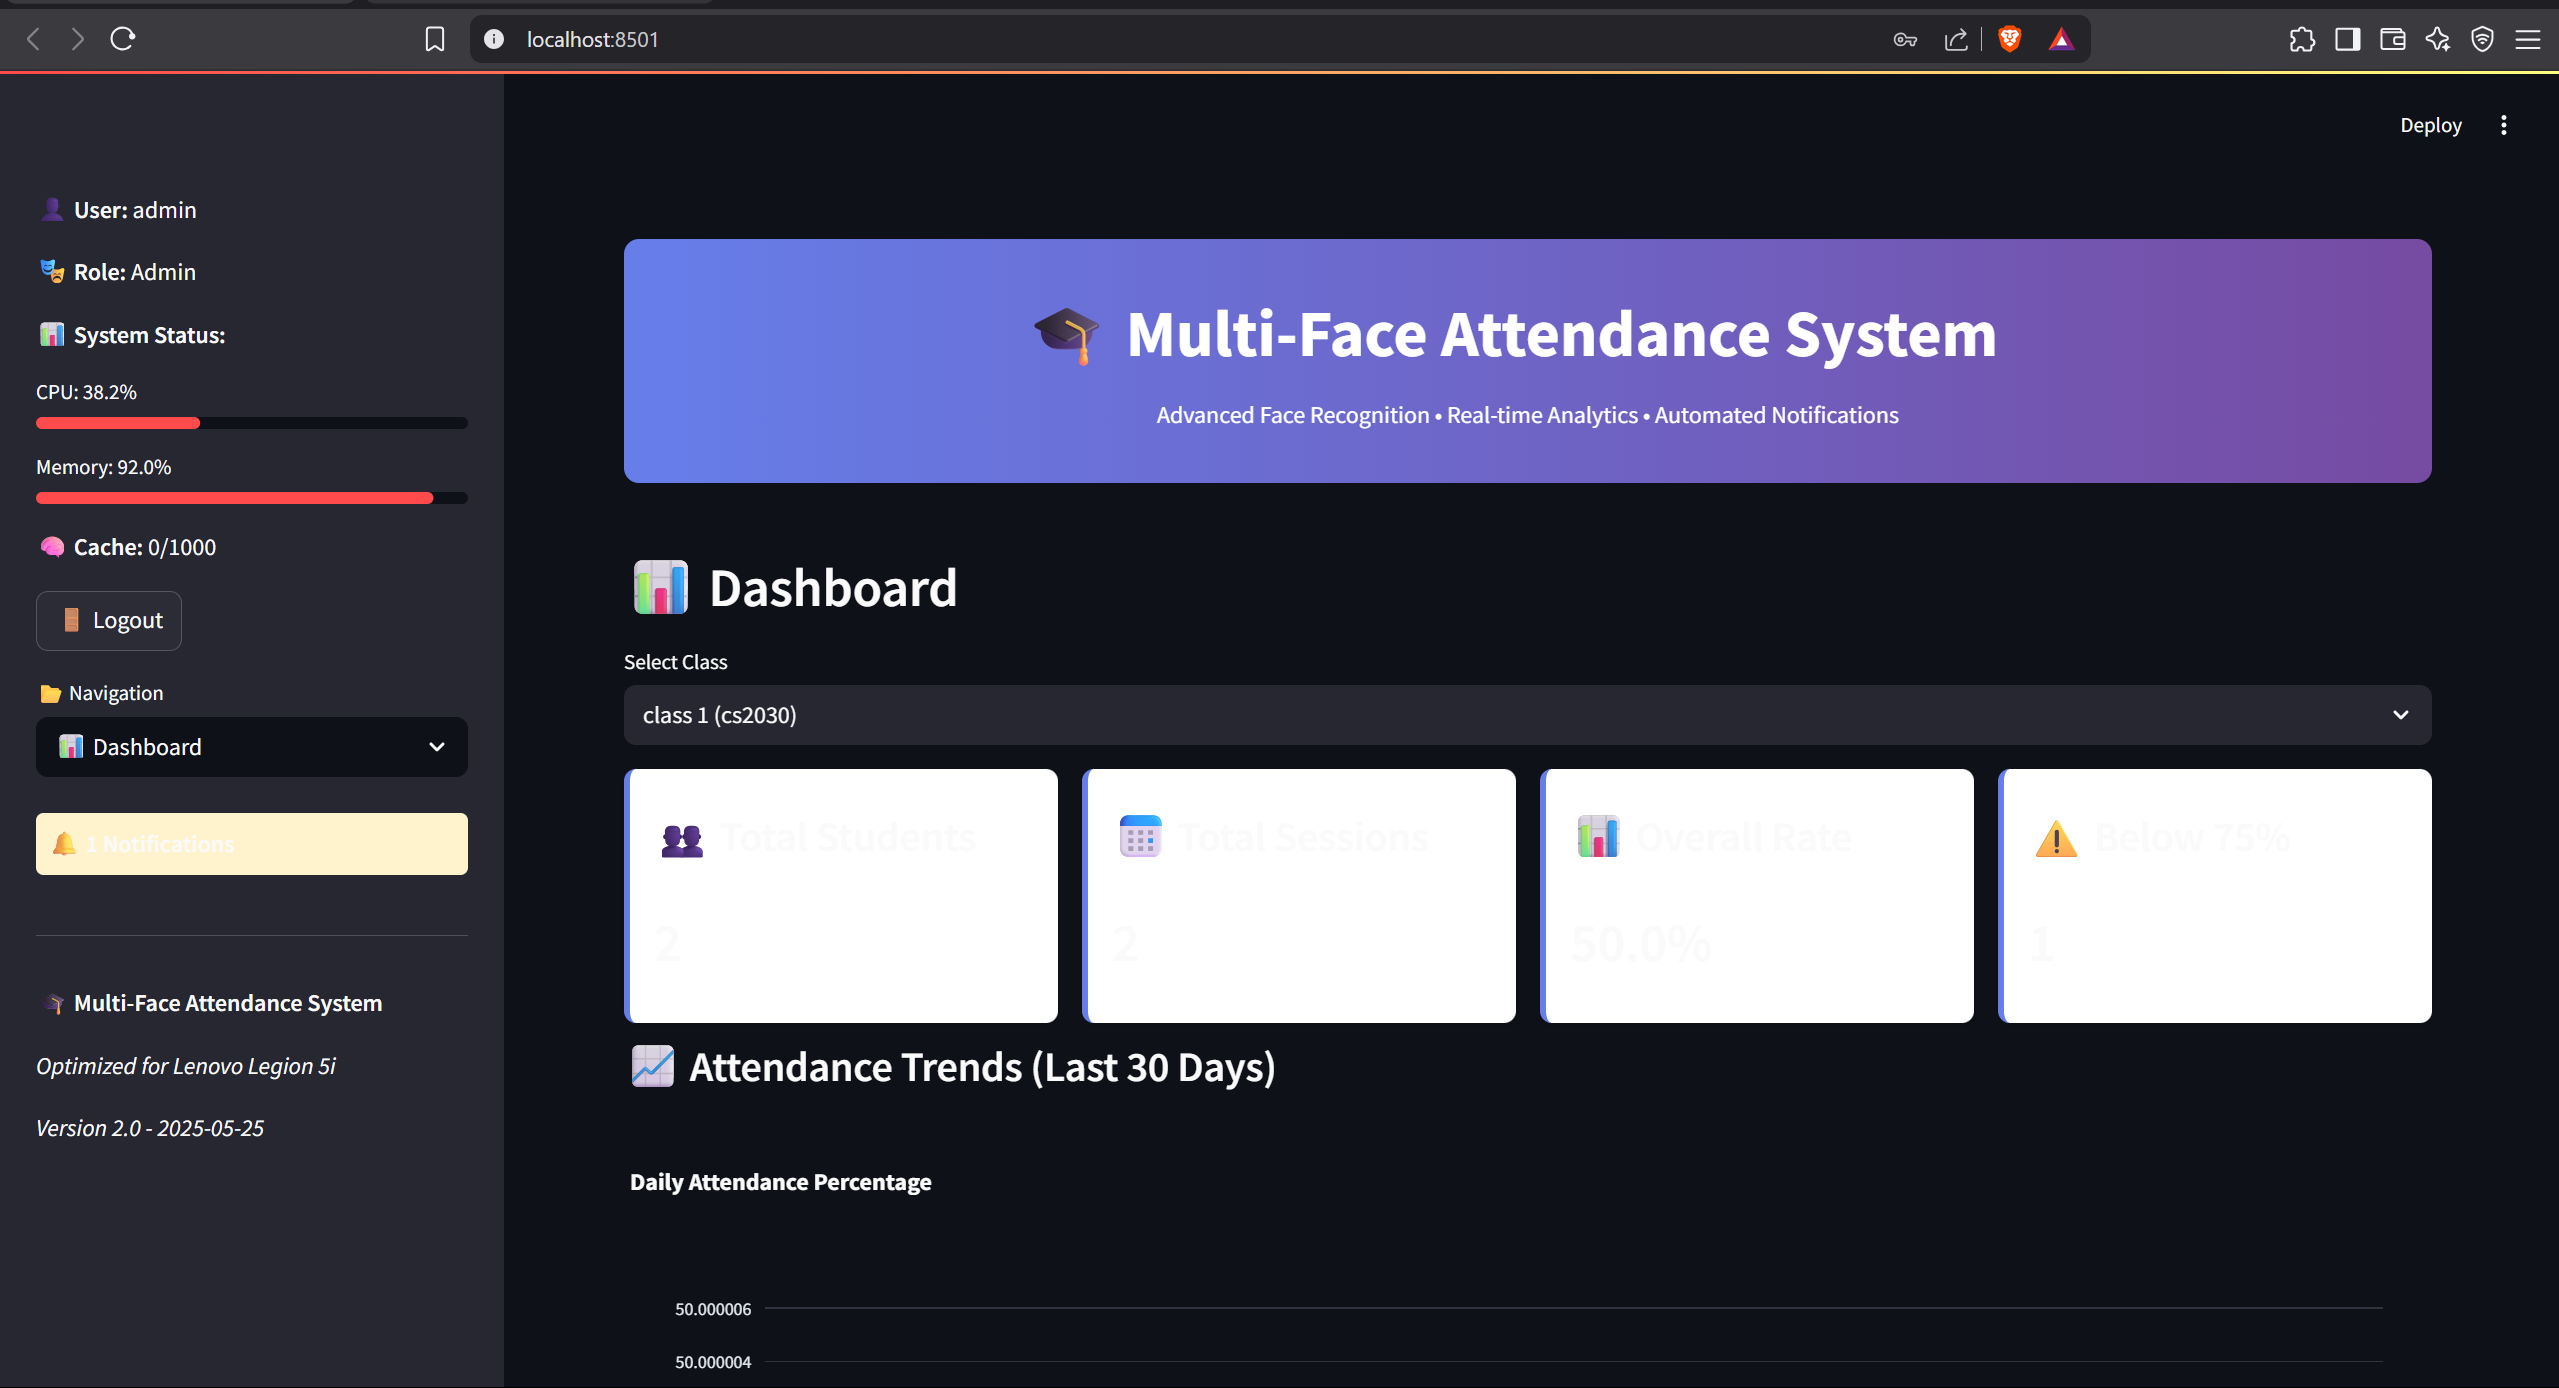 localhost:8501
Deploy
User: admin
Role: Admin
System Status:
CPU: 38.2%
Memory: 92.0%
Cache: 0/1000
Logout
Navigation
Dashboard
1 Notifications
Multi-Face Attendance System
Optimized for Lenovo Legion 5i
Version 2.0 - 2025-05-25
Multi-Face Attendance System
Advanced Face Recognition • Real-time Analytics • Automated Notifications
Dashboard
Select Class
class 1 (cs2030)
Total Students
2
Total Sessions
2
Overall Rate
50.0%
Below 75%
1
Attendance Trends (Last 30 Days)
Daily Attendance Percentage
50.000006
50.000004